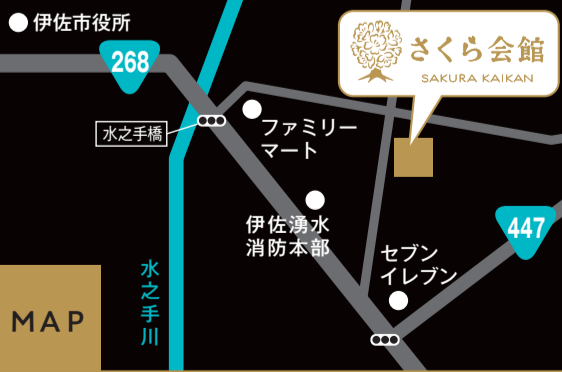 伊佐市役所
268
さくら会館
SAKURA KAIKAN
水之手橋
ファミリー
マート
伊佐湧水
消防本部
447
セブン
イレブン
水之手川
MAP